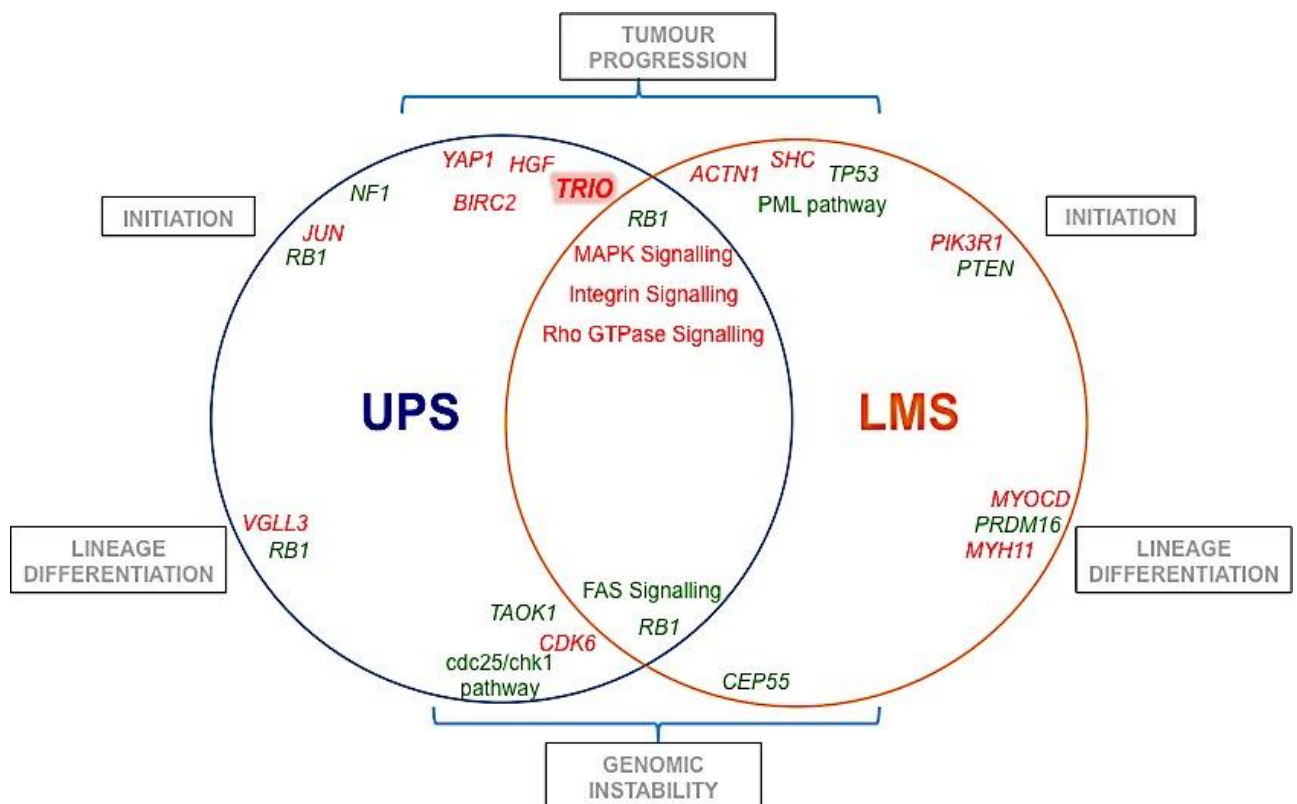 TUMOUR
PROGRESSION
YAP1
HGF
TRIO
BIRC2
NF1
JUN
RB1
INITIATION
RB1
MAPK Signalling
Integrin Signalling
Rho GTPase Signalling
ACTN1
SHC
TP53
PML pathway
PIK3R1
PTEN
INITIATION
UPS
LMS
VGLL3
RB1
LINEAGE
DIFFERENTIATION
MYOCD
PRDM16
MYH11
LINEAGE
DIFFERENTIATION
TAOK1
CDK6
cdc25/chk1
pathway
FAS Signalling
RB1
CEP55
GENOMIC
INSTABILITY